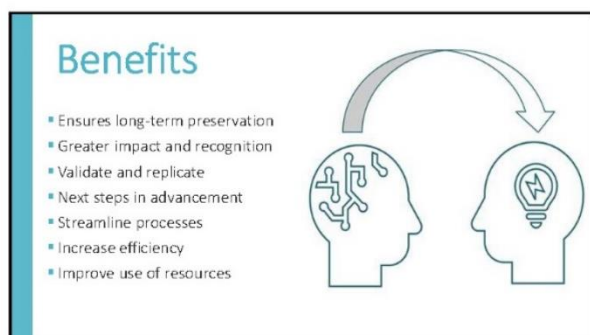 Benefits
▪ Ensures long-term preservation
▪ Greater impact and recognition
▪ Validate and replicate
▪ Next steps in advancement
▪ Streamline processes
▪ Increase efficiency
▪ Improve use of resources